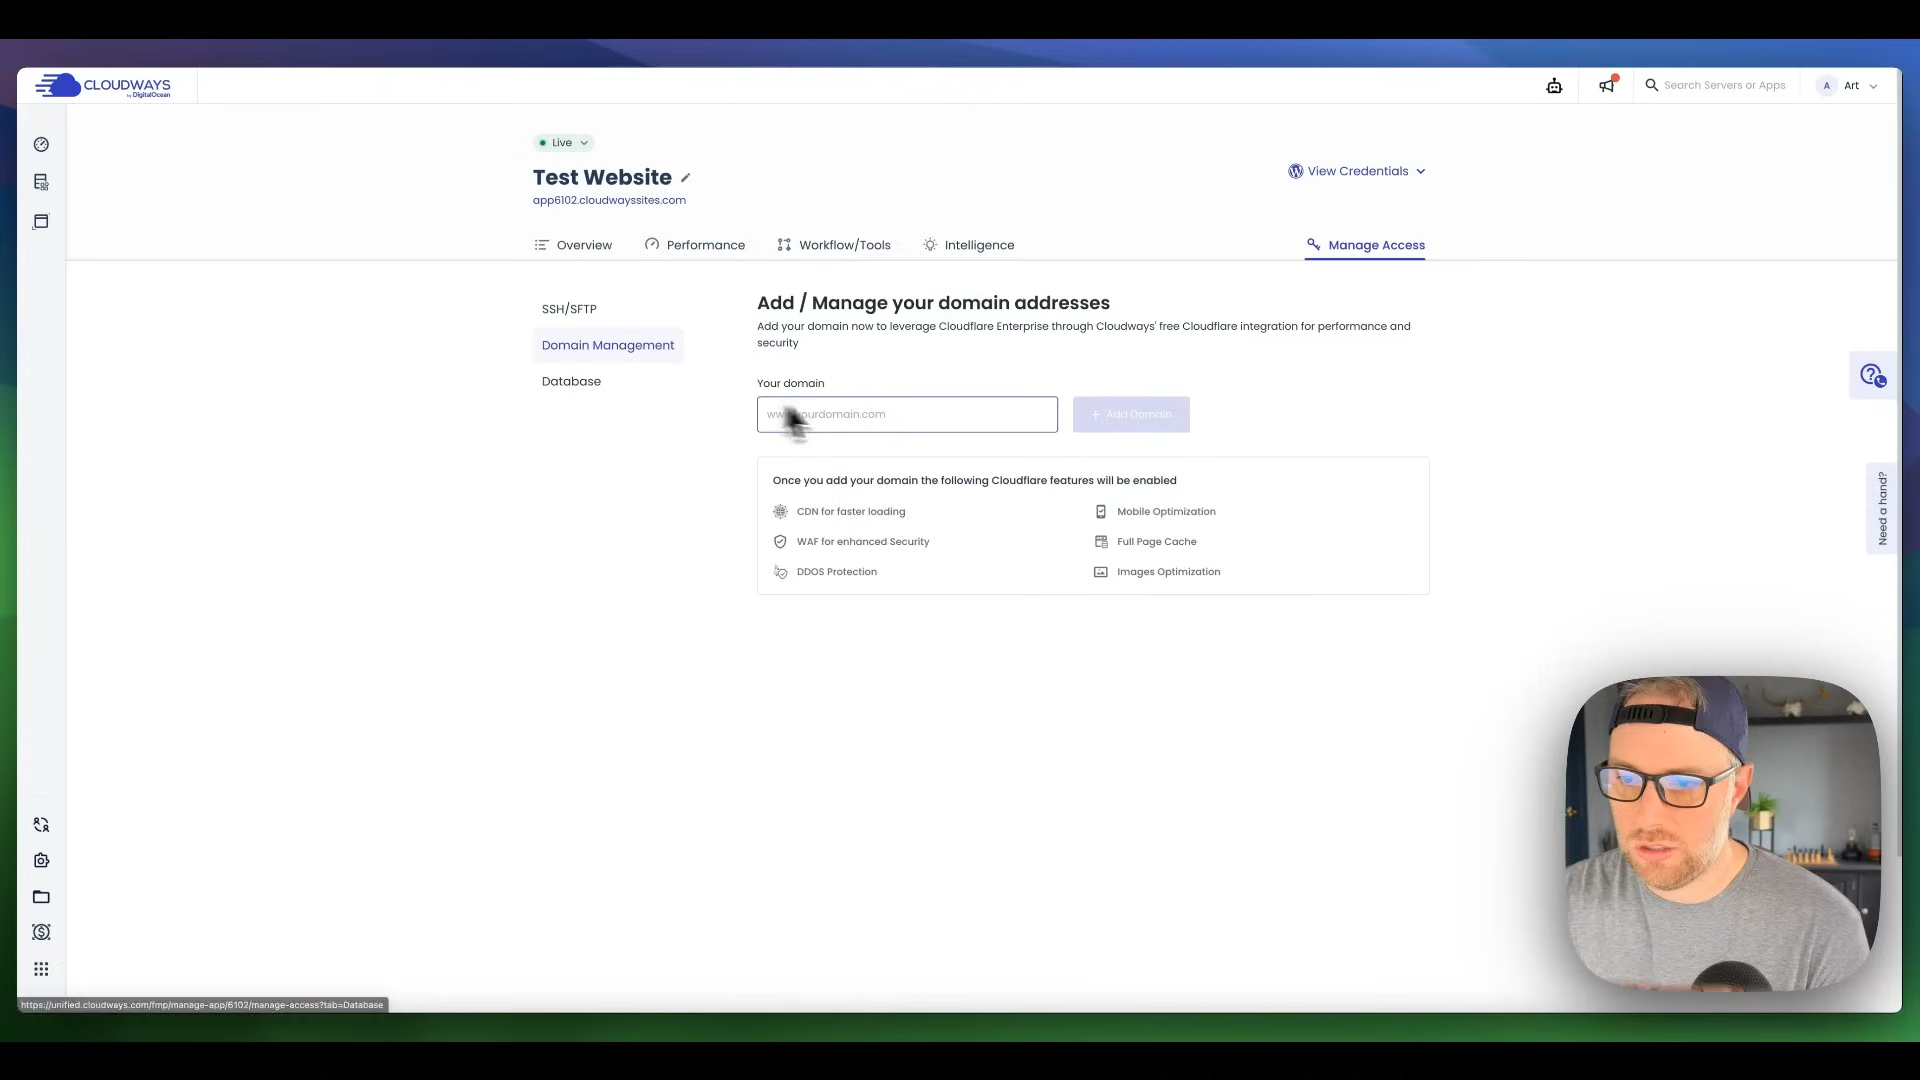 CLOUDWAYS
by DigitalOcean
Search Servers or Apps
A
Art
Live
Test Website
View Credentials
app6102.cloudwayssites.com
Overview
Performance
Workflow/Tools
Intelligence
Manage Access
SSH/SFTP
Domain Management
Database
Add / Manage your domain addresses
Add your domain now to leverage Cloudflare Enterprise through Cloudways' free Cloudflare integration for performance and
security
Your domain
+ Add Domain
Once you add your domain the following Cloudflare features will be enabled
CDN for faster loading
Mobile Optimization
WAF for enhanced Security
Full Page Cache
DDOS Protection
Images Optimization
Need a hand?
https://unified.cloudways.com/fmp/manage-app/6102/manage-access?tab=Database